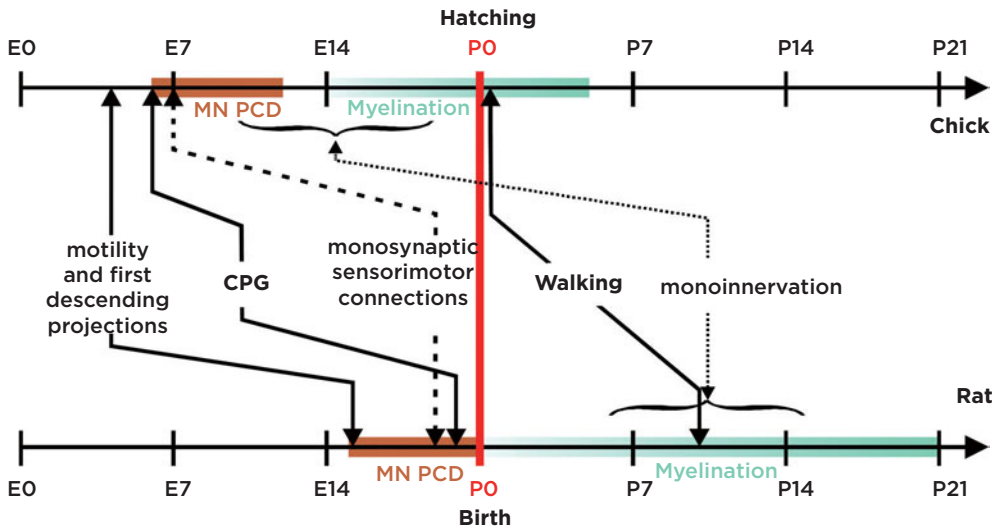 Hatching
E0 E7 E14 P0 P7 P14 P21
MN PCD Myelination
Chick
motility
and first
descending
projections
CPG
monosynaptic
sensorimotor
connections
Walking
monoinnervation
Rat
MN PCD Myelination
E0 E7 E14 P0 P7 P14 P21
Birth